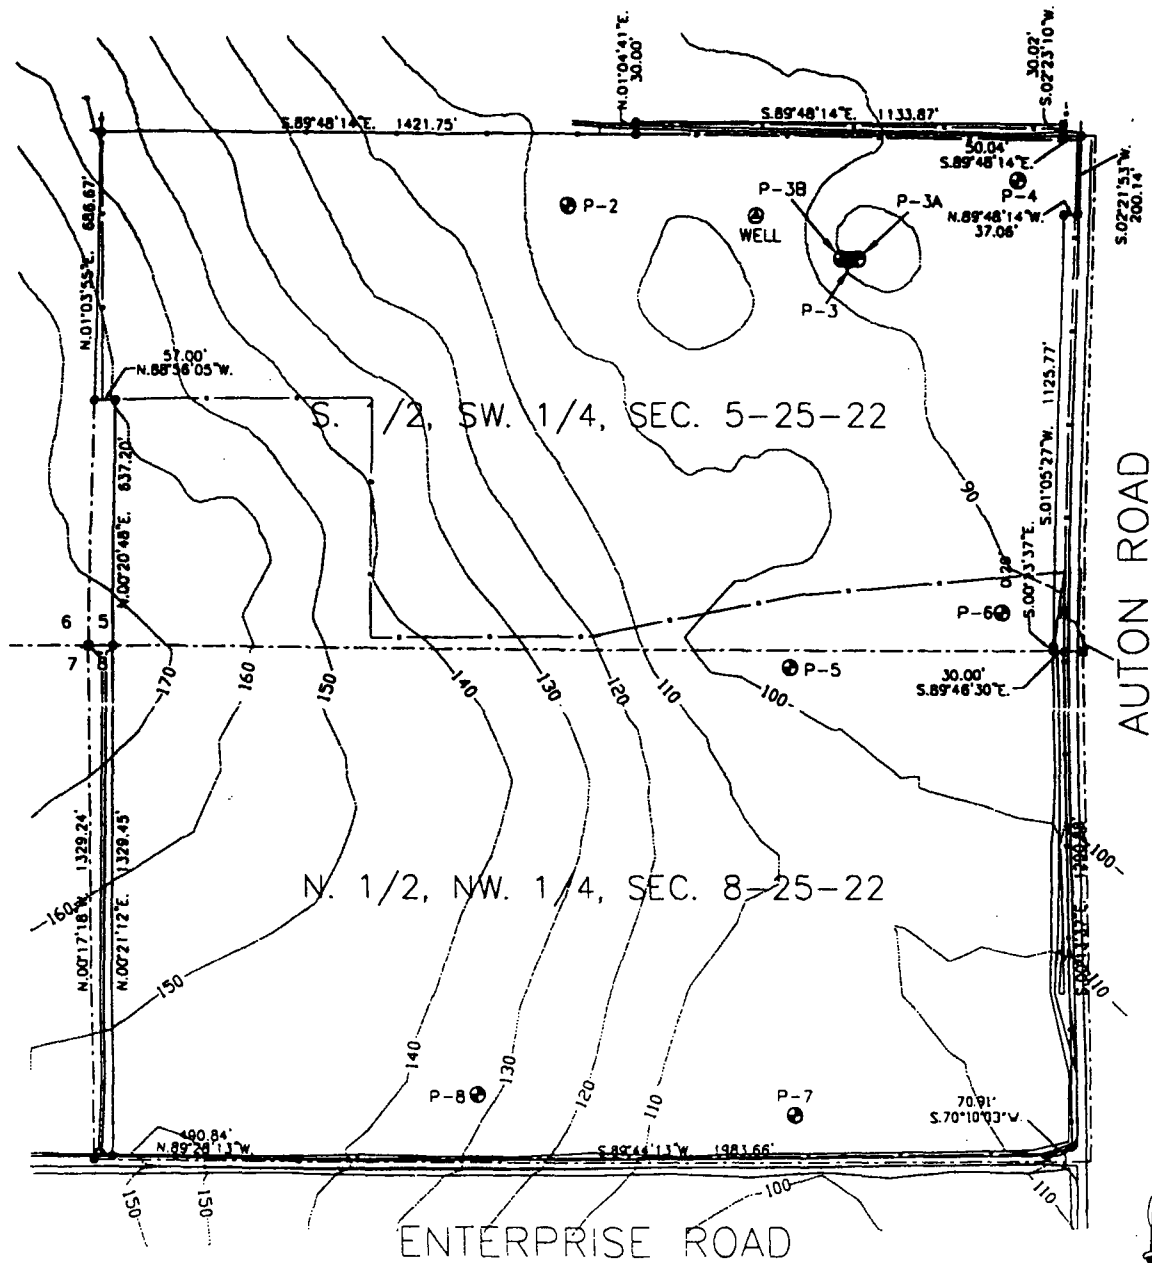 N.01°04'41"E.
30.00'
30.02'
S.02°23'10"W.
S.89°48'14"E. 1421.75'
S.89°48'14"E. 1133.87'
50.04'
S.89°48'14"E.
P-4
N.89°48'14"W.
37.06'
S.02°21'53"W.
200.14'
P-2
P-3B
WELL
P-3A
P-3
N.01°03'55"E. 686.67'
57.00'
N.88°56'05"W.
S. /2, SW. 1/4, SEC. 5-25-22
N.00°20'48"E. 637.20'
90
S.01°05'27"W. 1125.77'
AUTON ROAD
P-6
6 5
7 8
P-5
30.00'
S.89°46'30"E.
170
160
150
140
130
120
110
100
N.00°17'18"W. 1329.24'
N.00°21'12"E. 1329.45'
100
N. 1/2, NW. 1/4, SEC. 8-25-22
160
150
110
140
130
120
110
P-8
P-7
70.91'
S.70°10'03"W.
490.84'
N.89°28'13"W.
S.89°44'13"W. 1983.66'
150
150
100
110
ENTERPRISE ROAD